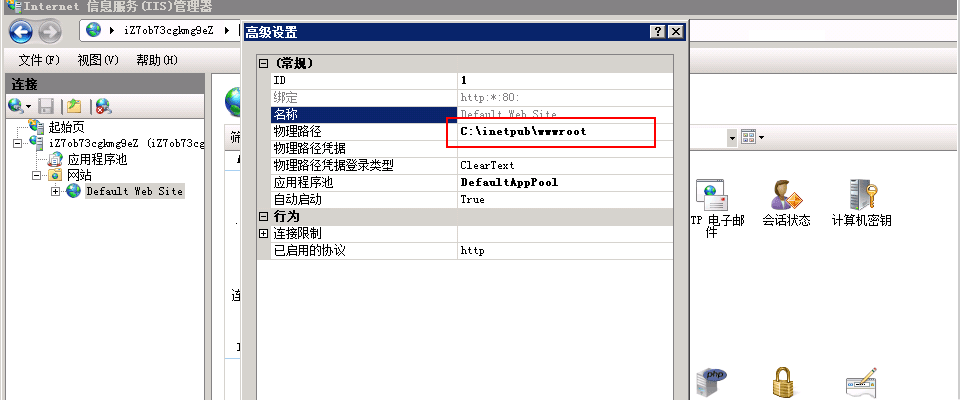 Internet 信息服务(IIS)管理器
iZ7ob73cgkmg9eZ
文件(F) 视图(V) 帮助(H)
连接
起始页
iZ7ob73cgkmg9eZ (iZ7ob73cg
应用程序池
网站
Default Web Site
筛
连
高级设置
(常规)
ID 1
绑定 http:*:80:
名称 Default Web Site
物理路径 C:\inetpub\wwwroot
物理路径凭据
物理路径凭据登录类型 ClearText
应用程序池 DefaultAppPool
自动启动 True
行为
连接限制
已启用的协议 http
TP 电子邮
件
会话状态
计算机密钥
php